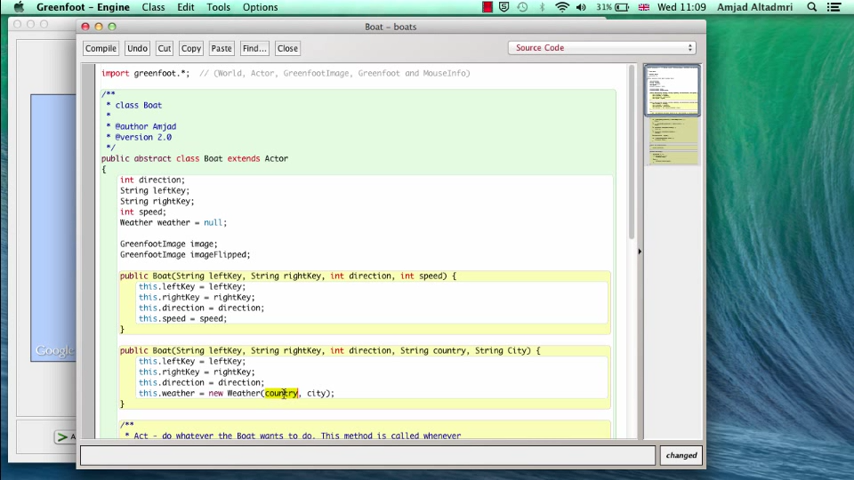 Greenfoot - Engine Class Edit Tools Options 31% Wed 11:09 Amjad Altadmri
Boat - boats
Compile Undo Cut Copy Paste Find... Close Source Code
import greenfoot.*; // (World, Actor, GreenfootImage, Greenfoot and MouseInfo)
/**
* class Boat
*
* @author Amjad
* @version 2.0
*/
public abstract class Boat extends Actor
{
int direction;
String leftKey;
String rightKey;
int speed;
Weather weather = null;
GreenfootImage image;
GreenfootImage imageFlipped;
public Boat(String leftKey, String rightKey, int direction, int speed) {
this.leftKey = leftKey;
this.rightKey = rightKey;
this.direction = direction;
this.speed = speed;
}
public Boat(String leftKey, String rightKey, int direction, String country, String City) {
this.leftKey = leftKey;
this.rightKey = rightKey;
this.direction = direction;
this.weather = new Weather(country, city);
}
/**
* Act - do whatever the Boat wants to do. This method is called whenever
Google
A
changed